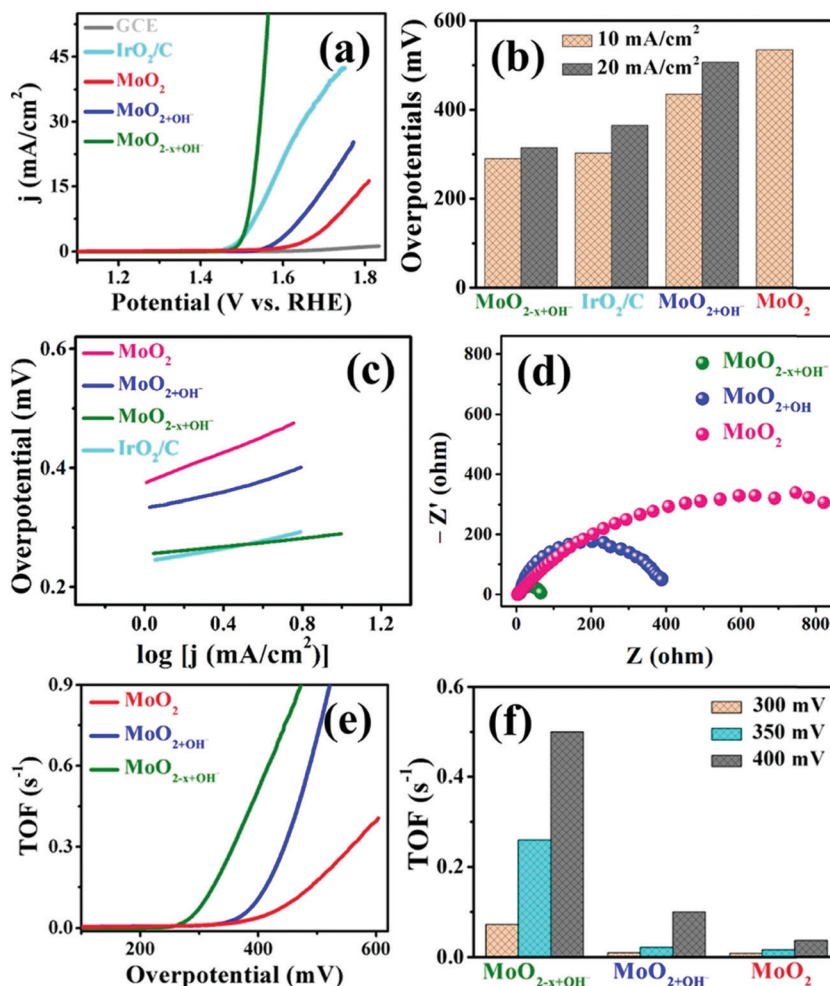 (a)
GCE
IrO₂/C
MoO₂
MoO₂₊OH⁻
MoO₂₋ₓ₊OH⁻
45
30
15
0
j (mA/cm²)
1.2 1.4 1.6 1.8
Potential (V vs. RHE)
(b)
10 mA/cm²
20 mA/cm²
600
400
200
0
Overpotentials (mV)
MoO₂₋ₓ₊OH⁻ IrO₂/C MoO₂₊OH⁻ MoO₂
(c)
MoO₂
MoO₂₊OH⁻
MoO₂₋ₓ₊OH⁻
IrO₂/C
0.6
0.4
0.2
Overpotential (mV)
0.0 0.4 0.8 1.2
log [j (mA/cm²)]
(d)
MoO₂₋ₓ₊OH⁻
MoO₂₊OH
MoO₂
800
600
400
200
0
– Z' (ohm)
0 200 400 600 800
Z (ohm)
(e)
MoO₂
MoO₂₊OH⁻
MoO₂₋ₓ₊OH⁻
0.9
0.6
0.3
0.0
TOF (s⁻¹)
200 400 600
Overpotential (mV)
(f)
300 mV
350 mV
400 mV
0.6
0.4
0.2
0.0
TOF (s⁻¹)
MoO₂₋ₓ₊OH⁻ MoO₂₊OH⁻ MoO₂